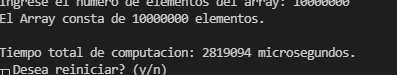 Ingrese el numero de elementos del array: 10000000
El Array consta de 10000000 elementos.
Tiempo total de computacion: 2819094 microsegundos.
Desea reiniciar? (y/n)